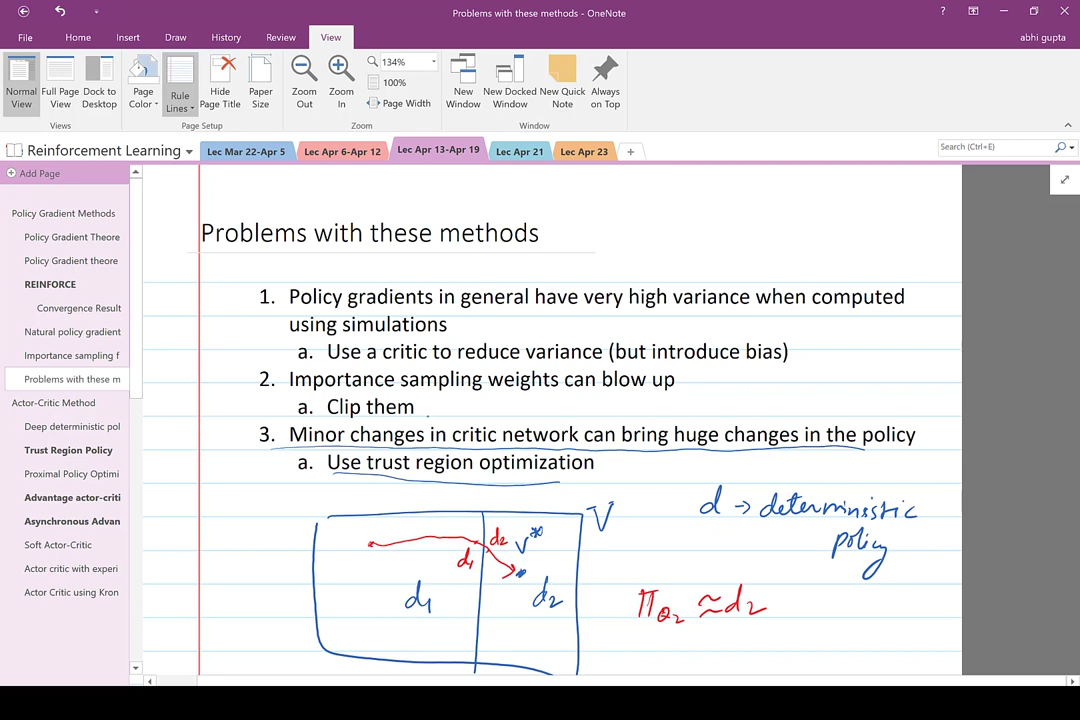 Problems with these methods - OneNote
?
abhi gupta
File Home Insert Draw History Review View
Normal View
Full Page View
Dock to Desktop
Page Color
Rule Lines
Hide Page Title
Paper Size
Zoom Out
Zoom In
134%
100%
Page Width
New Window
New Docked Window
New Quick Note
Always on Top
Views Page Setup Zoom Window
Reinforcement Learning
Lec Mar 22-Apr 5
Lec Apr 6-Apr 12
Lec Apr 13-Apr 19
Lec Apr 21
Lec Apr 23
+
Search (Ctrl+E)
Add Page
Policy Gradient Methods
Policy Gradient Theore
Policy Gradient theore
REINFORCE
Convergence Result
Natural policy gradient
Importance sampling f
Problems with these m
Actor-Critic Method
Deep deterministic pol
Trust Region Policy
Proximal Policy Optimi
Advantage actor-criti
Asynchronous Advan
Soft Actor-Critic
Actor critic with experi
Actor Critic using Kron
Problems with these methods
1. Policy gradients in general have very high variance when computed
using simulations
a. Use a critic to reduce variance (but introduce bias)
2. Importance sampling weights can blow up
a. Clip them
3. Minor changes in critic network can bring huge changes in the policy
a. Use trust region optimization
V
d → deterministic
policy
d2 V*
d1
d1 d2
πθ2 ≈ d2